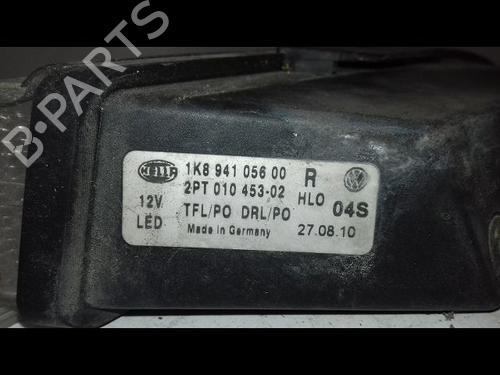 B-PARTS
HELLA
1K8 941 056 00 R
2PT 010 453-02 HLO
12V TFL/PO DRL/PO 04S
LED Made in Germany 27.08.10